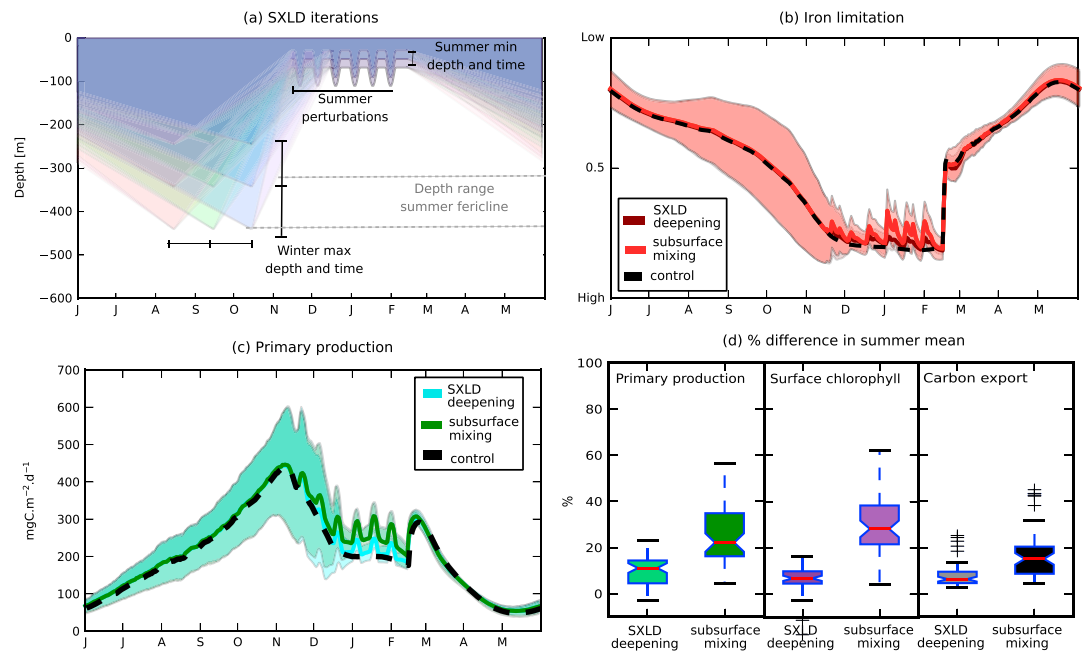 (a) SXLD iterations
0
−100
−200
−300
−400
−500
−600
Depth [m]
Summer min
depth and time
Summer
perturbations
Depth range
summer fericline
Winter max
depth and time
J J A S O N D J F M A M
(b) Iron limitation
Low
0.5
High
SXLD
deepening
subsurface
mixing
control
J J A S O N D J F M A M
(c) Primary production
700
600
500
400
300
200
100
0
mgC.m⁻².d⁻¹
SXLD
deepening
subsurface
mixing
control
J J A S O N D J F M A M
(d) % difference in summer mean
100
80
60
40
20
0
%
Primary production
Surface chlorophyll
Carbon export
SXLD
deepening
subsurface
mixing
SXLD
deepening
subsurface
mixing
SXLD
deepening
subsurface
mixing